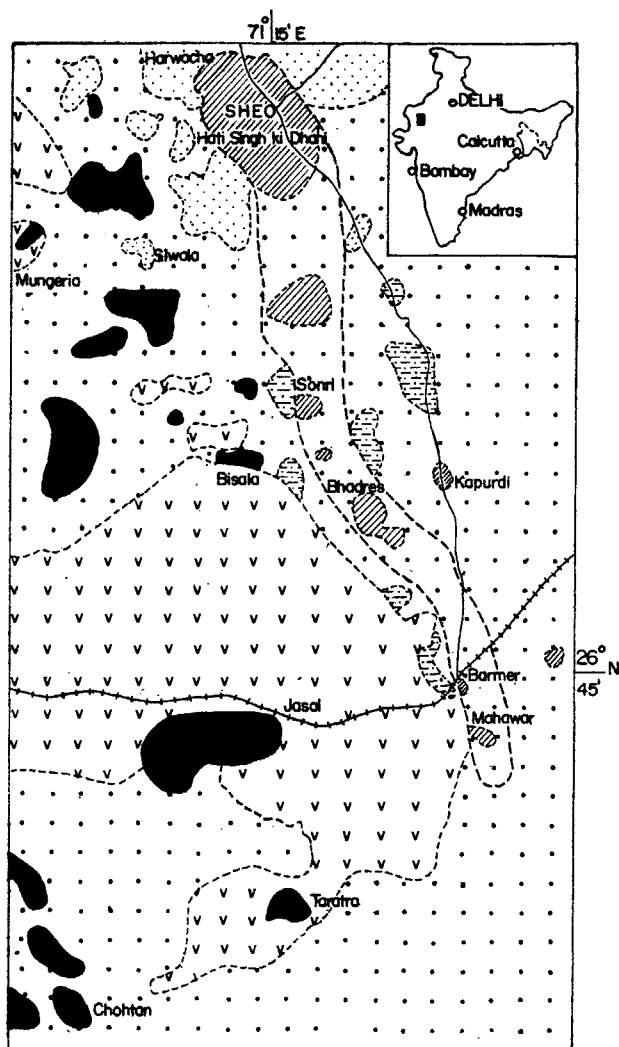 71° 15' E
Harwacha
SHEO
Hati Singh ki Dhani
DELHI
Calcutta
Bombay
Madras
Siwala
Mungeria
Sonri
Bisala
Bhadres
Kapurdi
26° N
45'
Barmer
Jasai
Mahawar
Taratra
Chohtan